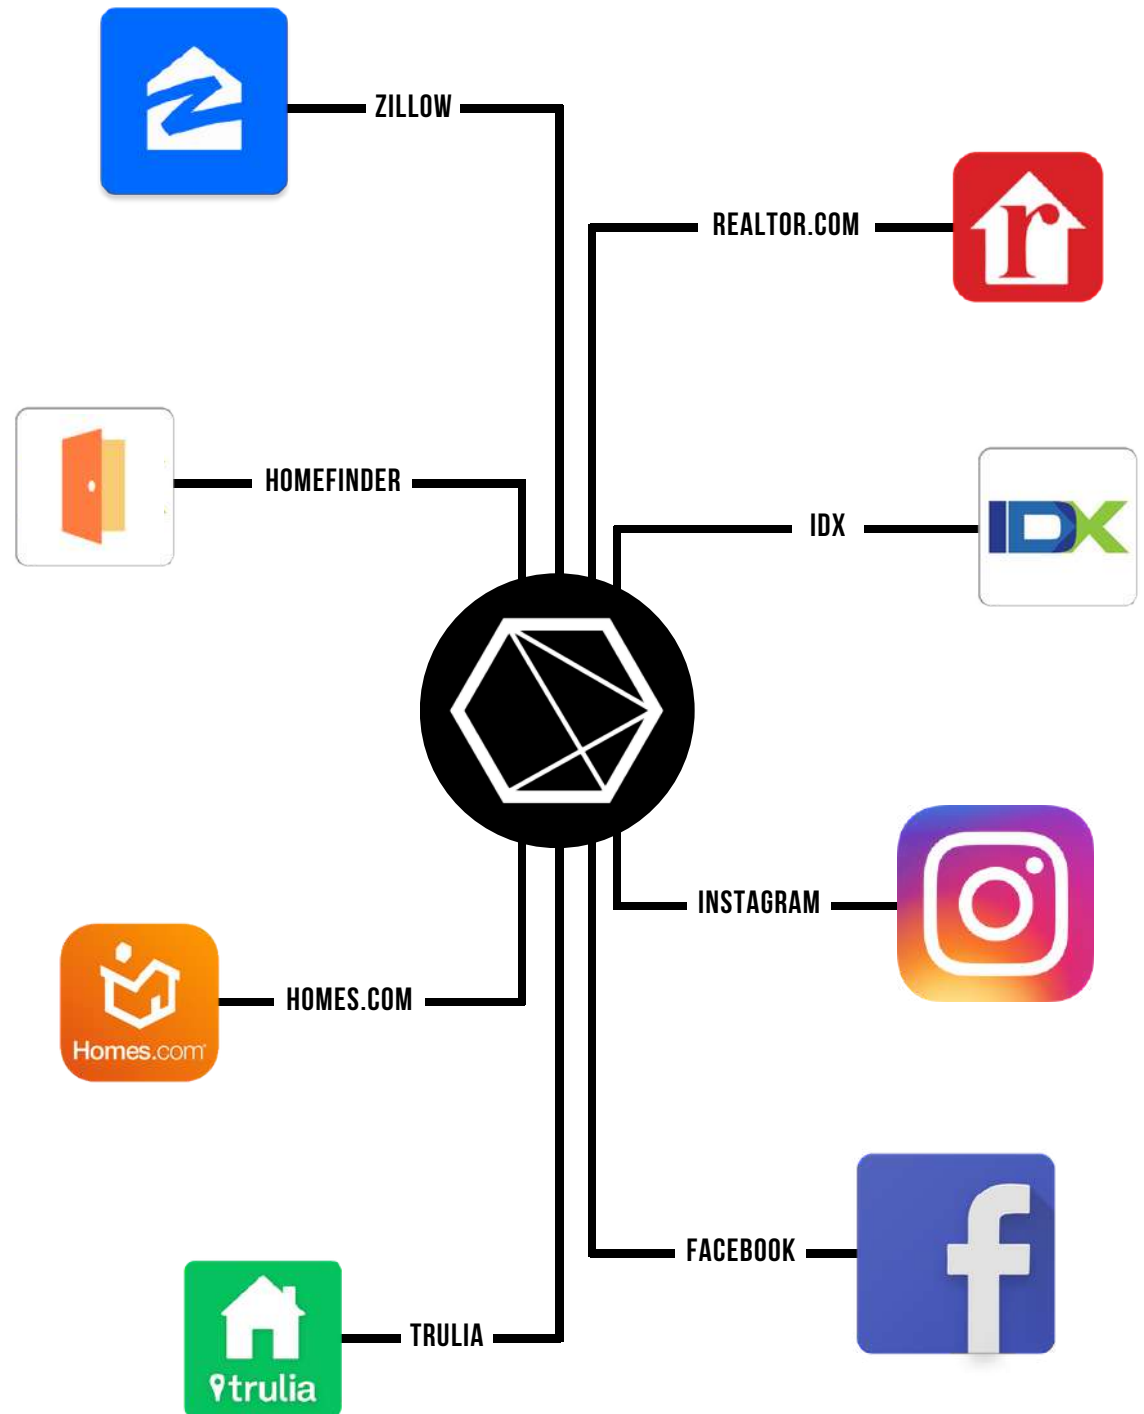 ZILLOW
REALTOR.COM
r
HOMEFINDER
IDX
IDX
INSTAGRAM
HOMES.COM
Homes.com
FACEBOOK
f
TRULIA
trulia